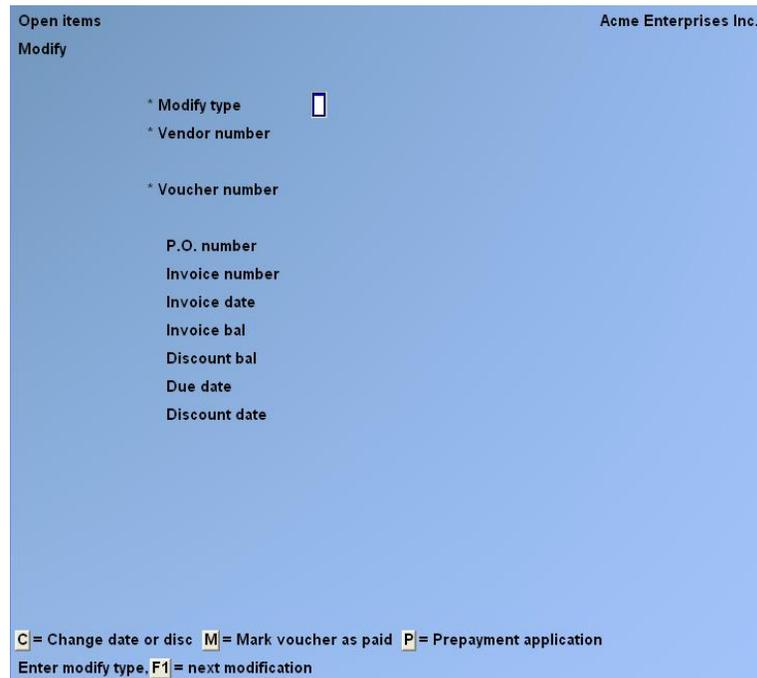 Open items Acme Enterprises Inc.
Modify
* Modify type
* Vendor number
* Voucher number
P.O. number
Invoice number
Invoice date
Invoice bal
Discount bal
Due date
Discount date
C = Change date or disc M = Mark voucher as paid P = Prepayment application
Enter modify type, F1 = next modification